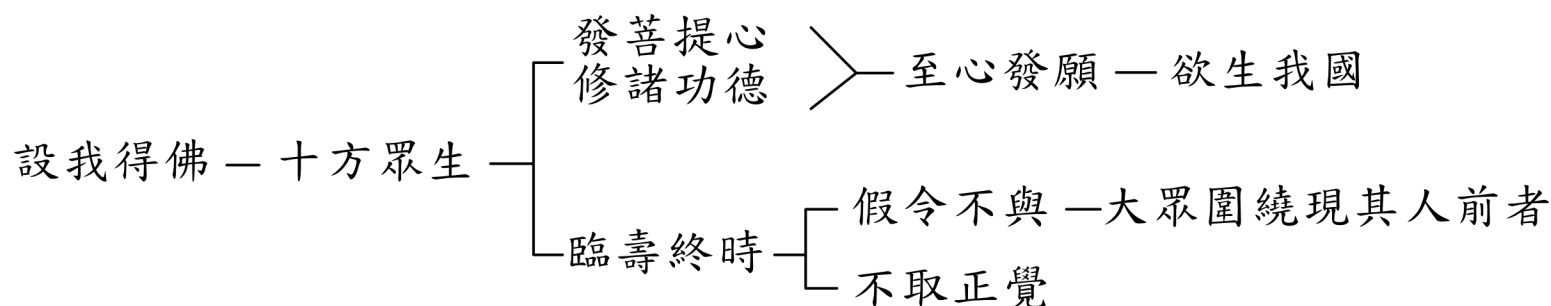 設我得佛 — 十方眾生
發菩提心
修諸功德
至心發願 — 欲生我國
臨壽終時
假令不與 — 大眾圍繞現其人前者
不取正覺